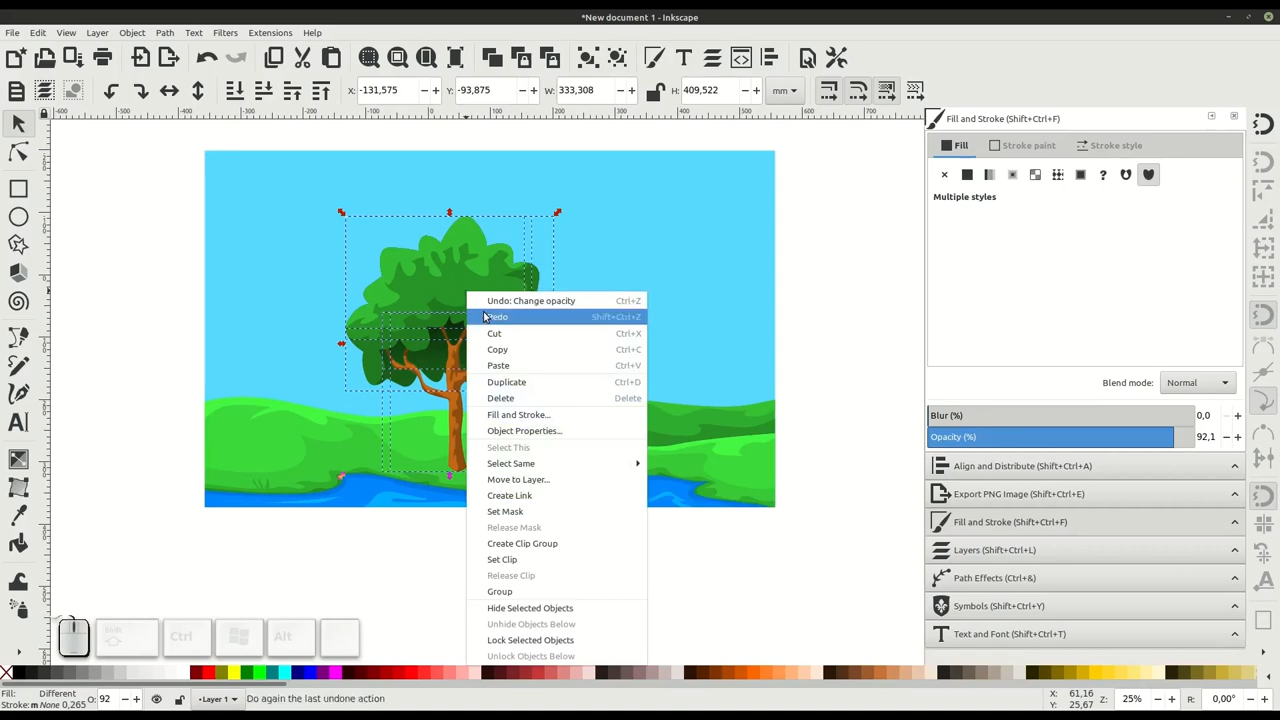 *New document 1 - Inkscape
File Edit View Layer Object Path Text Filters Extensions Help
X: -131,575 Y: -93,875 W: 333,308 H: 409,522 mm
Fill and Stroke (Shift+Ctrl+F)
Fill Stroke paint Stroke style
Multiple styles
Undo: Change opacity Ctrl+Z
Redo Shift+Ctrl+Z
Cut Ctrl+X
Copy Ctrl+C
Paste Ctrl+V
Duplicate Ctrl+D
Delete Delete
Fill and Stroke...
Object Properties...
Select This
Select Same
Move to Layer...
Create Link
Set Mask
Release Mask
Create Clip Group
Set Clip
Release Clip
Group
Hide Selected Objects
Unhide Objects Below
Lock Selected Objects
Unlock Objects Below
Blend mode: Normal
Blur (%) 0,0
Opacity (%) 92,1
Align and Distribute (Shift+Ctrl+A)
Export PNG Image (Shift+Ctrl+E)
Fill and Stroke (Shift+Ctrl+F)
Layers (Shift+Ctrl+L)
Path Effects (Ctrl+&)
Symbols (Shift+Ctrl+Y)
Text and Font (Shift+Ctrl+T)
Shift Ctrl Alt
Fill: Different
Stroke: m None 0,265
O: 92
Layer 1
Do again the last undone action
X: 61,16
Y: 25,67
Z: 25%
R: 0,00°